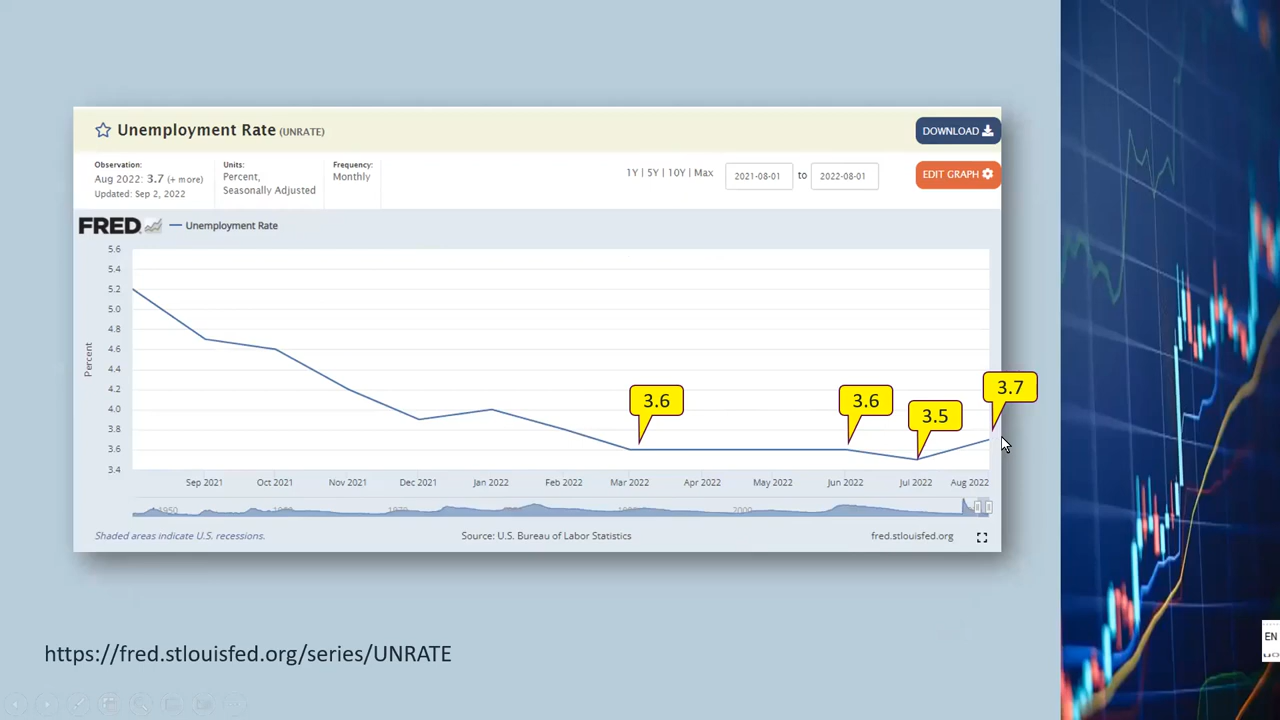 Unemployment Rate (UNRATE)
DOWNLOAD
Observation:
Aug 2022: 3.7 (+ more)
Updated: Sep 2, 2022
Units:
Percent,
Seasonally Adjusted
Frequency:
Monthly
1Y | 5Y | 10Y | Max
2021-08-01 to 2022-08-01
EDIT GRAPH
FRED
Unemployment Rate
Percent
5.6
5.4
5.2
5.0
4.8
4.6
4.4
4.2
4.0
3.8
3.6
3.4
3.6
3.6
3.5
3.7
Sep 2021 Oct 2021 Nov 2021 Dec 2021 Jan 2022 Feb 2022 Mar 2022 Apr 2022 May 2022 Jun 2022 Jul 2022 Aug 2022
1950 2000
Shaded areas indicate U.S. recessions.
Source: U.S. Bureau of Labor Statistics
fred.stlouisfed.org
https://fred.stlouisfed.org/series/UNRATE
EN